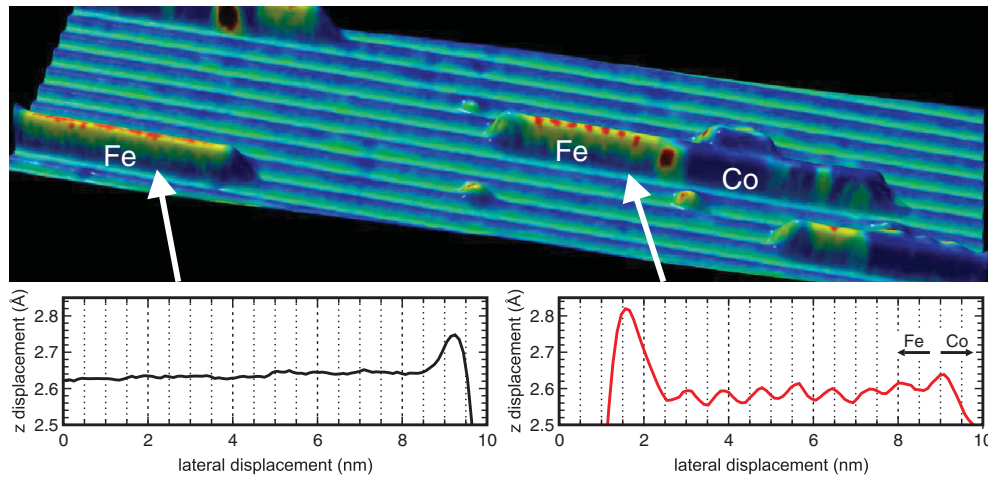 Fe
Fe
Co
z displacement (Å)
2.8
2.7
2.6
2.5
0
2
4
6
8
10
lateral displacement (nm)
z displacement (Å)
2.8
2.7
2.6
2.5
Fe
Co
0
2
4
6
8
10
lateral displacement (nm)